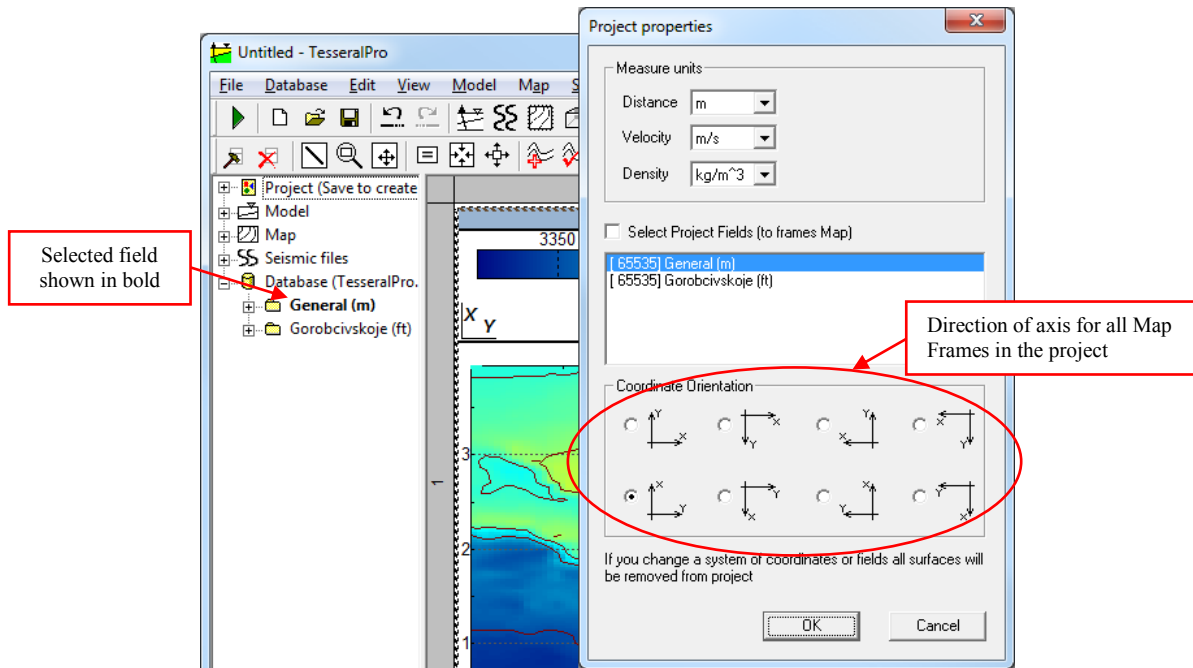 Untitled - TesseralPro
File Database Edit View Model Map
Project (Save to create
Model
Map
Seismic files
Database (TesseralPro.
General (m)
Gorobcivskoje (ft)
Selected field
shown in bold
3350
X
Y
3
2
1
1
Project properties
Measure units
Distance m
Velocity m/s
Density kg/m^3
Select Project Fields (to frames Map)
[ 65535] General (m)
[ 65535] Gorobcivskoje (ft)
Direction of axis for all Map
Frames in the project
Coordinate Orientation
Y X X Y Y X X Y
X Y Y X X Y Y X
If you change a system of coordinates or fields all surfaces will
be removed from project
OK Cancel